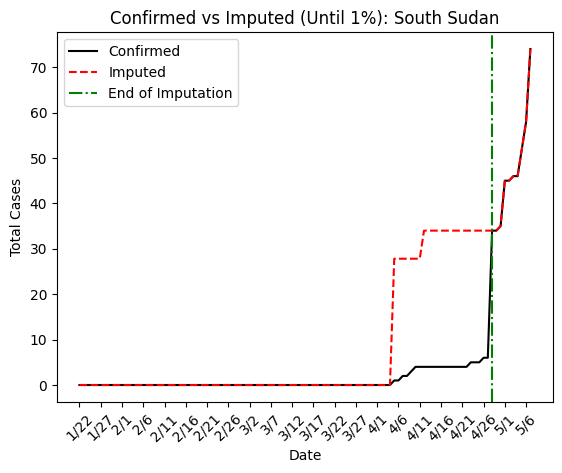 Confirmed vs Imputed (Until 1%): South Sudan
Confirmed
Imputed
End of Imputation
Total Cases
70
60
50
40
30
20
10
0
1/22 1/27 2/1 2/6 2/11 2/16 2/21 2/26 3/2 3/7 3/12 3/17 3/22 3/27 4/1 4/6 4/11 4/16 4/21 4/26 5/1 5/6
Date